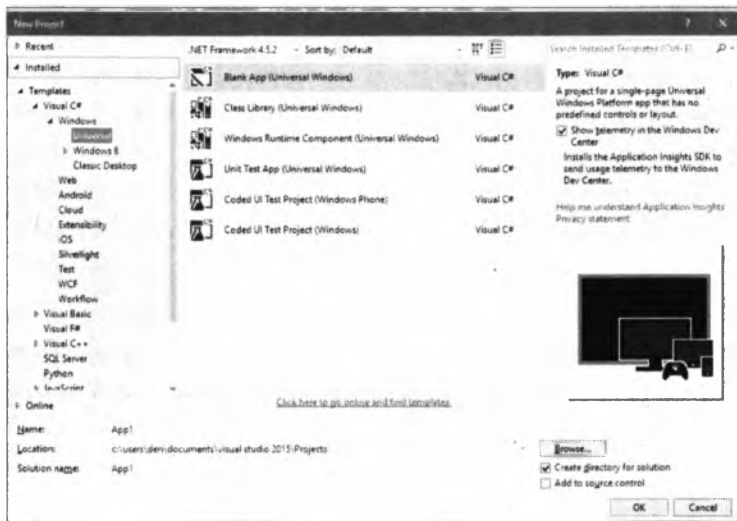 New Project
? X
Recent
.NET Framework 4.5.2 Sort by: Default
Search Installed Templates (Ctrl+E)
Installed
Templates
Visual C#
Windows
Universal
Windows 8
Classic Desktop
Web
Android
Cloud
Extensibility
iOS
Silverlight
Test
WCF
Workflow
Visual Basic
Visual F#
Visual C++
SQL Server
Python
JavaScript
Online
Blank App (Universal Windows) Visual C#
Class Library (Universal Windows) Visual C#
Windows Runtime Component (Universal Windows) Visual C#
Unit Test App (Universal Windows) Visual C#
Coded UI Test Project (Windows Phone) Visual C#
Coded UI Test Project (Windows) Visual C#
Click here to go online and find templates.
Type: Visual C#
A project for a single-page Universal
Windows Platform app that has no
predefined controls or layout.
Show telemetry in the Windows Dev
Center
Installs the Application Insights SDK to
send usage telemetry to the Windows
Dev Center.
Help me understand Application Insights
Privacy statement
Name: App1
Location: c:\users\den\documents\visual studio 2015\Projects
Browse...
Solution name: App1
Create directory for solution
Add to source control
OK Cancel